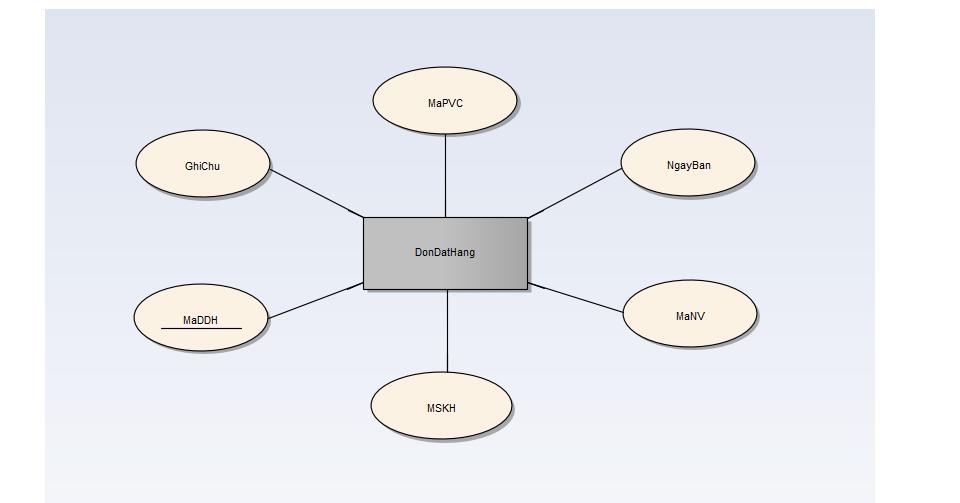 MaPVC
GhiChu
NgayBan
DonDatHang
MaDDH
MaNV
MSKH